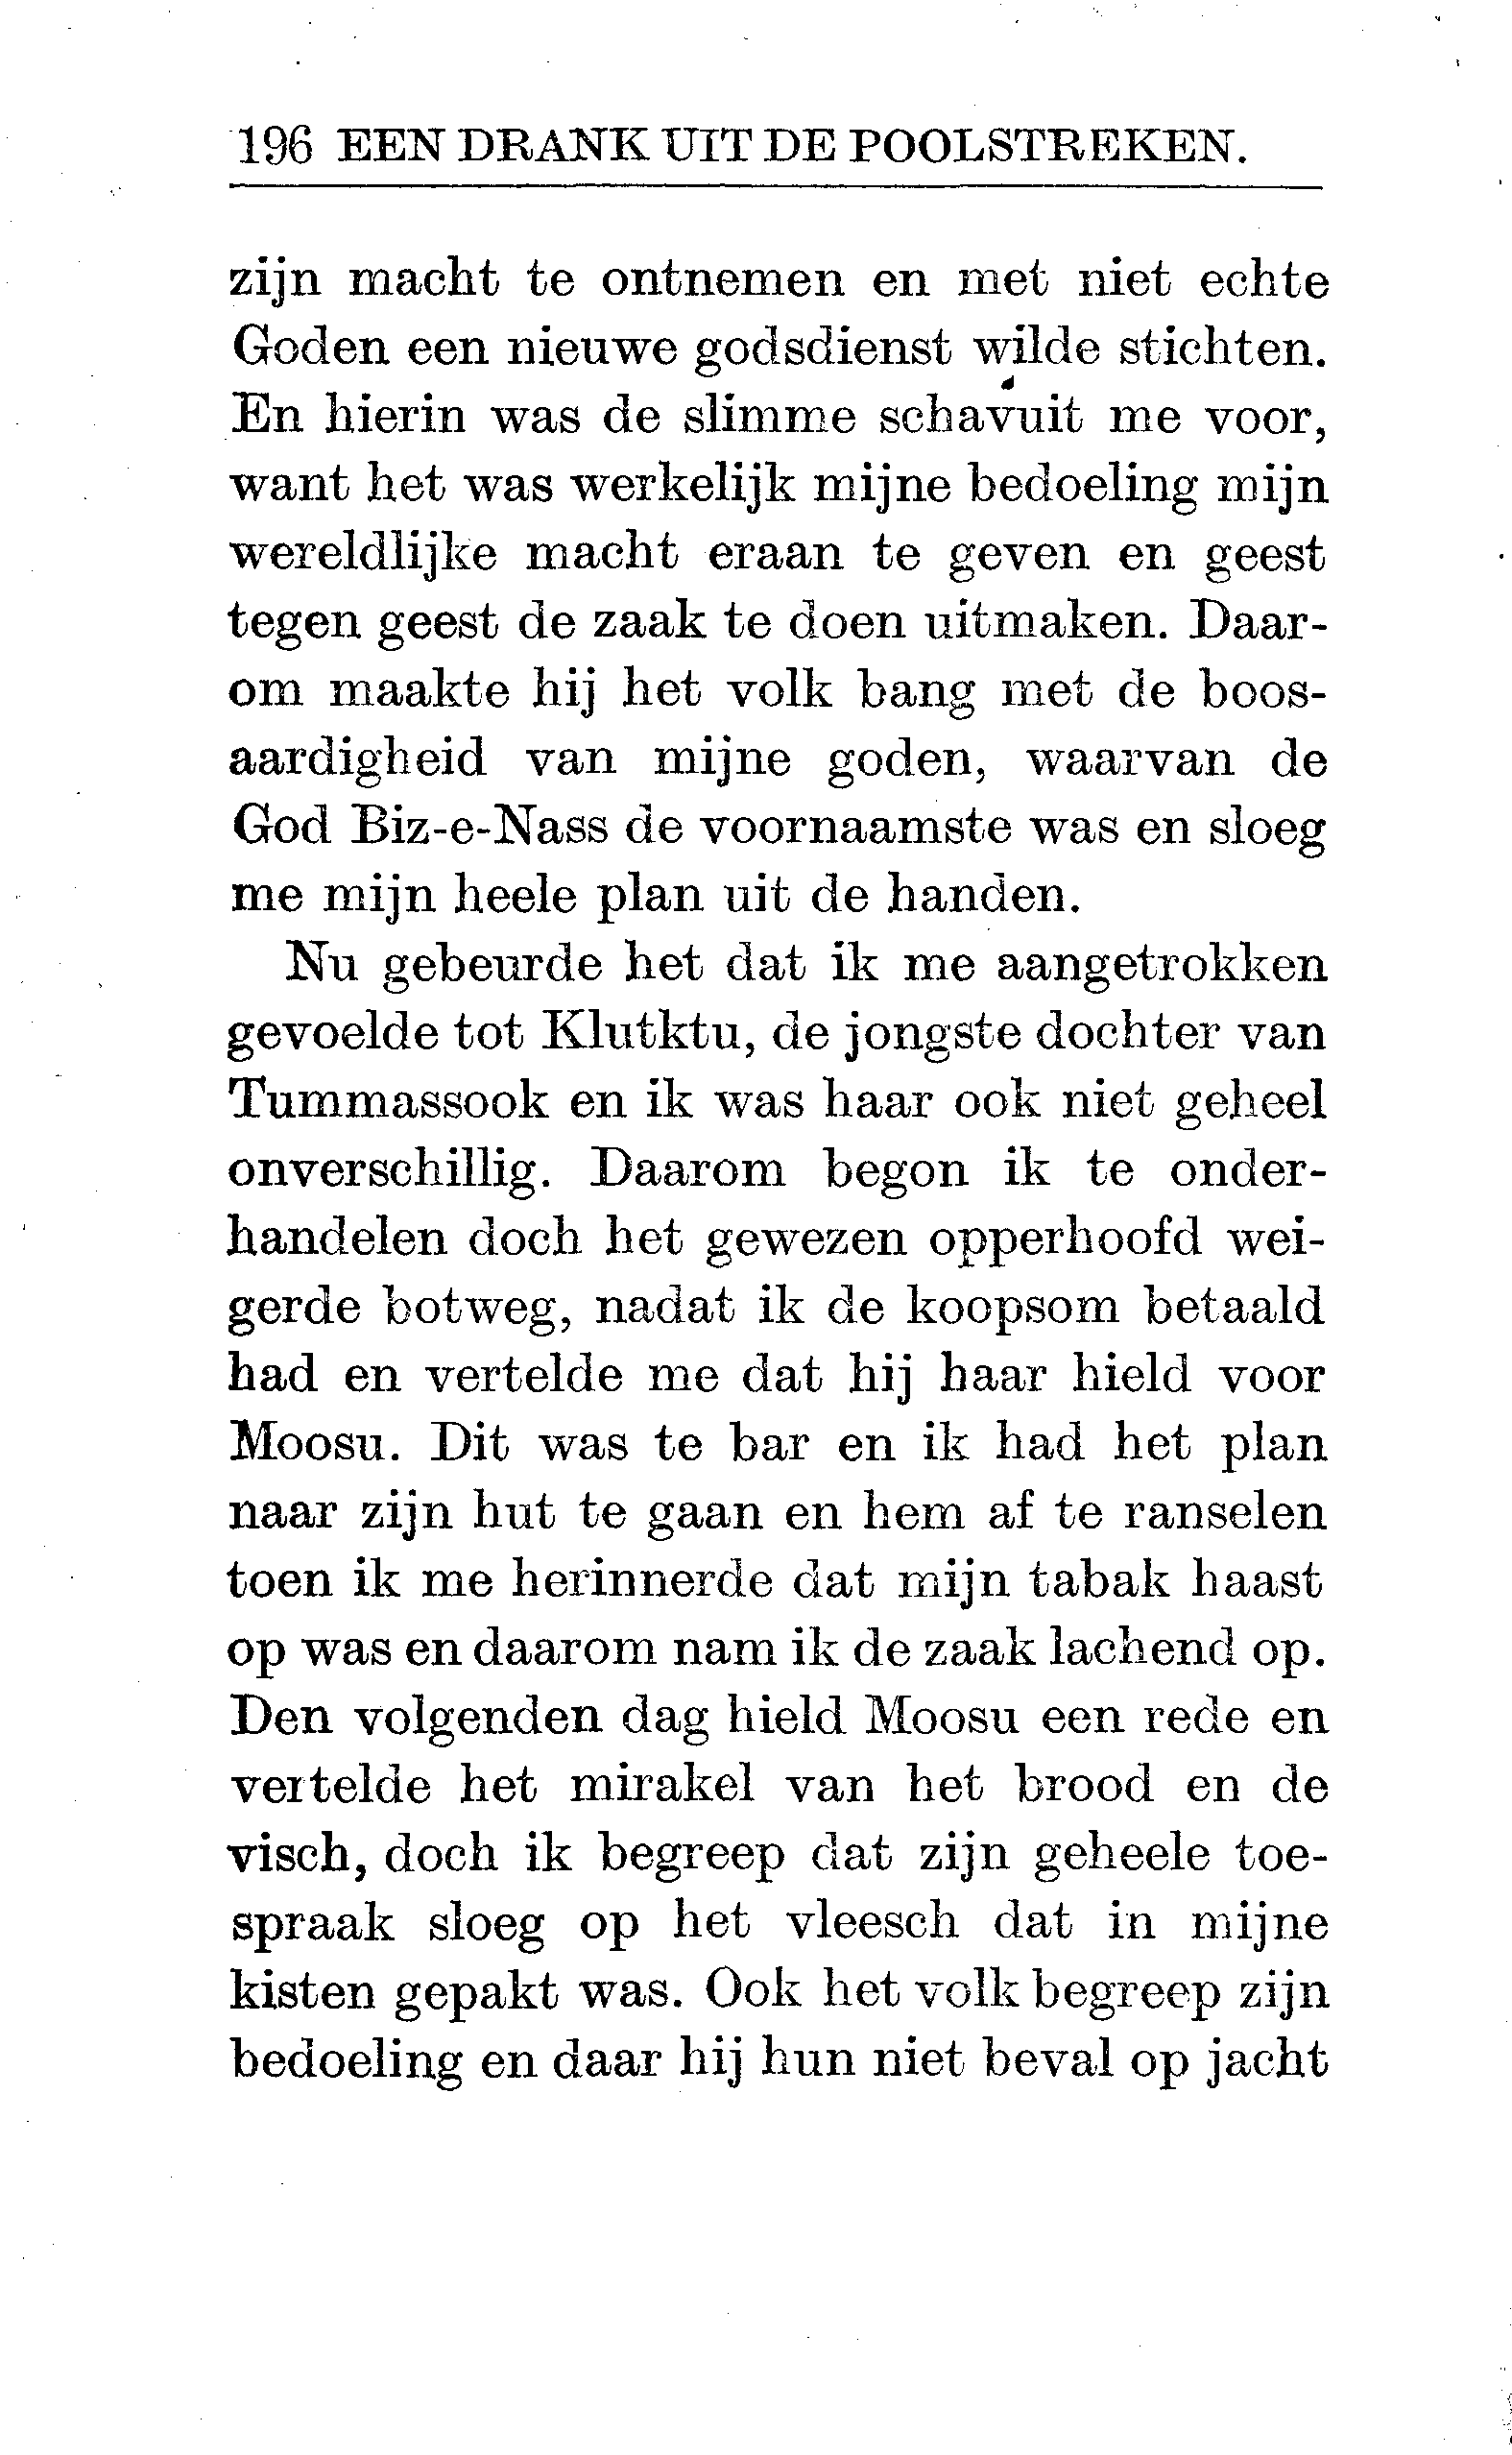 196 EEN DRANK UIT DE POOLSTREKEN.
zijn macht te ontnemen en met niet echte
Goden een nieuwe godsdienst wilde stichten.
En hierin was de slimme schavuit me voor,
want het was werkelijk mijne bedoeling mijn
wereldlijke macht eraan te geven en geest
tegen geest de zaak te doen uitmaken. Daar-
om maakte hij het volk bang met de boos-
aardigheid van mijne goden, waarvan de
God Biz-e-Nass de voornaamste was en sloeg
me mijn heele plan uit de handen.
Nu gebeurde het dat ik me aangetrokken
gevoelde tot Klutktu, de jongste dochter van
Tummassook en ik was haar ook niet geheel
onverschillig. Daarom begon ik te onder-
handelen doch het gewezen opperhoofd wei-
gerde botweg, nadat ik de koopsom betaald
had en vertelde me dat hij haar hield voor
Moosu. Dit was te bar en ik had het plan
naar zijn hut te gaan en hem af te ranselen
toen ik me herinnerde dat mijn tabak haast
op was en daarom nam ik de zaak lachend op.
Den volgenden dag hield Moosu een rede en
vertelde het mirakel van het brood en de
visch, doch ik begreep dat zijn geheele toe-
spraak sloeg op het vleesch dat in mijne
kisten gepakt was. Ook het volk begreep zijn
bedoeling en daar hij hun niet beval op jacht